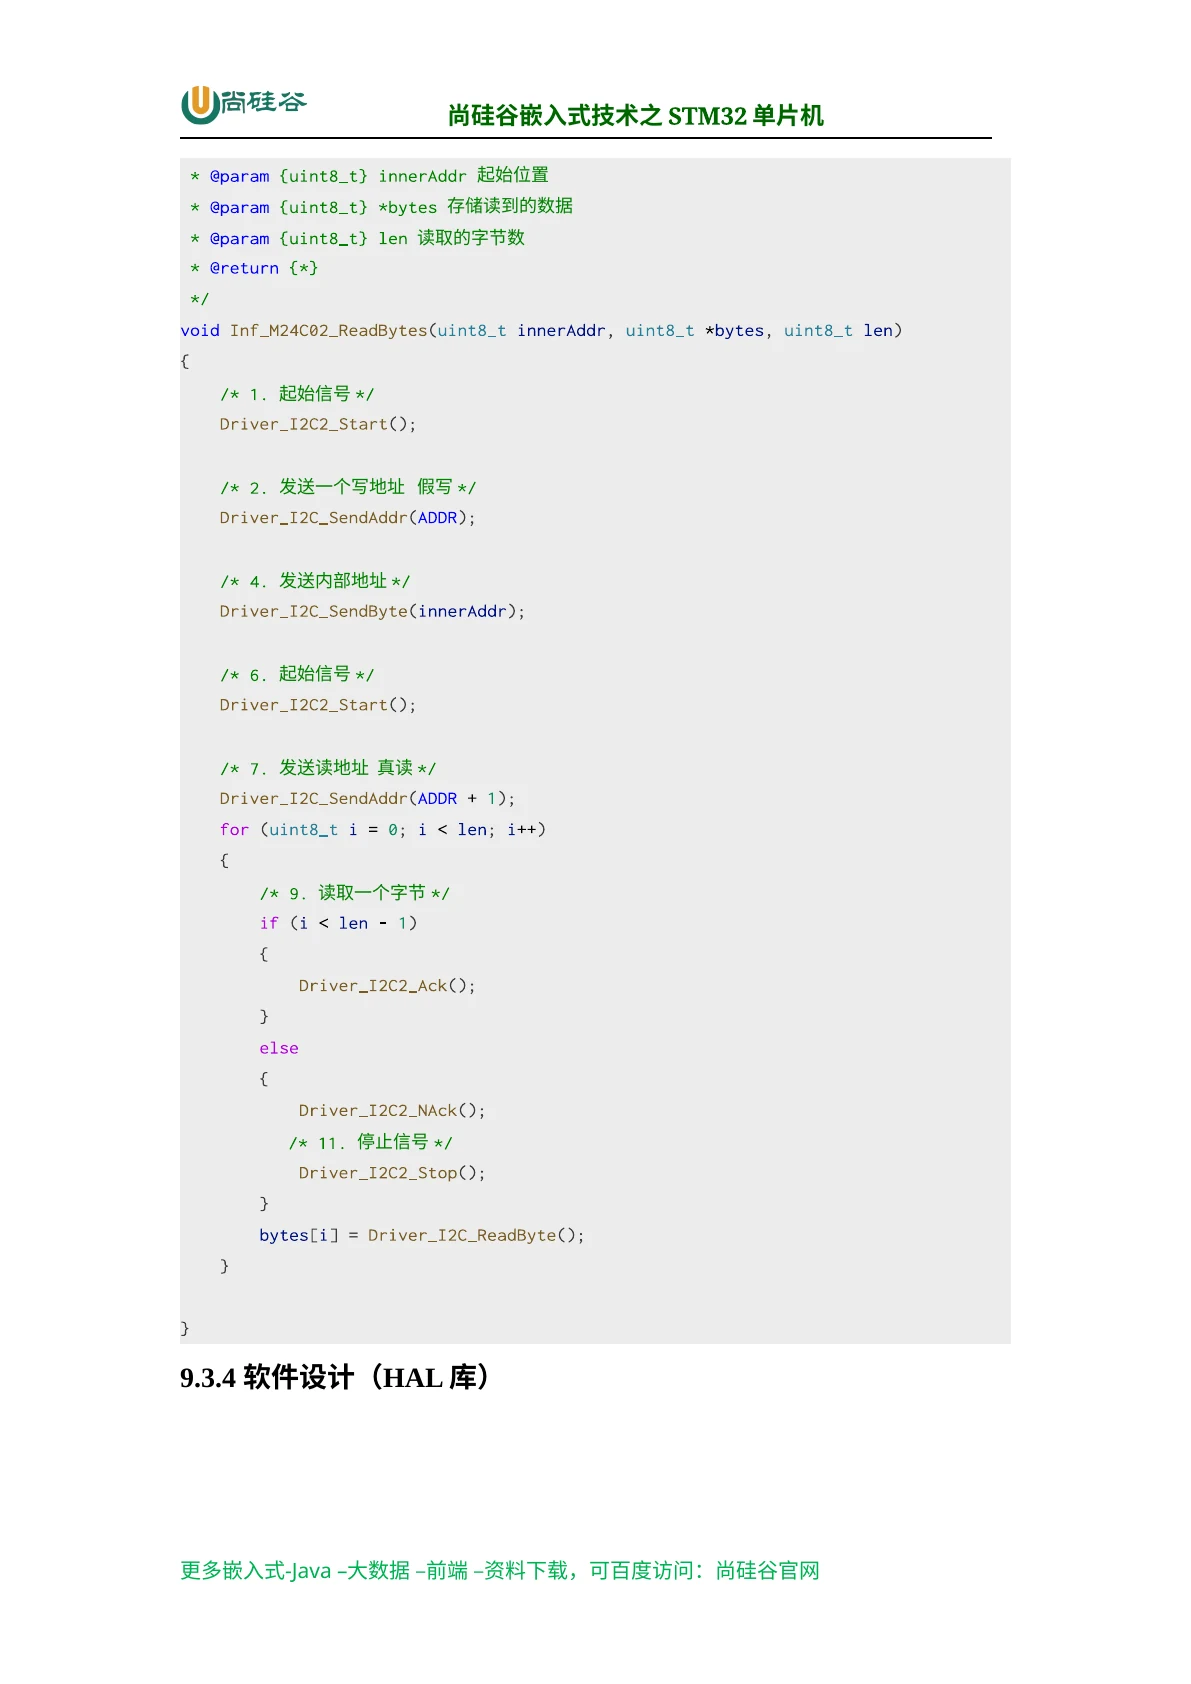 尚硅谷
尚硅谷嵌入式技术之 STM32 单片机
 * @param {uint8_t} innerAddr 起始位置
 * @param {uint8_t} *bytes 存储读到的数据
 * @param {uint8_t} len 读取的字节数
 * @return {*}
 */
void Inf_M24C02_ReadBytes(uint8_t innerAddr, uint8_t *bytes, uint8_t len)
{
    /* 1. 起始信号 */
    Driver_I2C2_Start();
    /* 2. 发送一个写地址 假写 */
    Driver_I2C_SendAddr(ADDR);
    /* 4. 发送内部地址 */
    Driver_I2C_SendByte(innerAddr);
    /* 6. 起始信号 */
    Driver_I2C2_Start();
    /* 7. 发送读地址 真读 */
    Driver_I2C_SendAddr(ADDR + 1);
    for (uint8_t i = 0; i < len; i++)
    {
        /* 9. 读取一个字节 */
        if (i < len - 1)
        {
            Driver_I2C2_Ack();
        }
        else
        {
            Driver_I2C2_NAck();
           /* 11. 停止信号 */
            Driver_I2C2_Stop();
        }
        bytes[i] = Driver_I2C_ReadByte();
    }
}
9.3.4 软件设计（HAL 库）
更多嵌入式-Java –大数据 –前端 –资料下载，可百度访问：尚硅谷官网